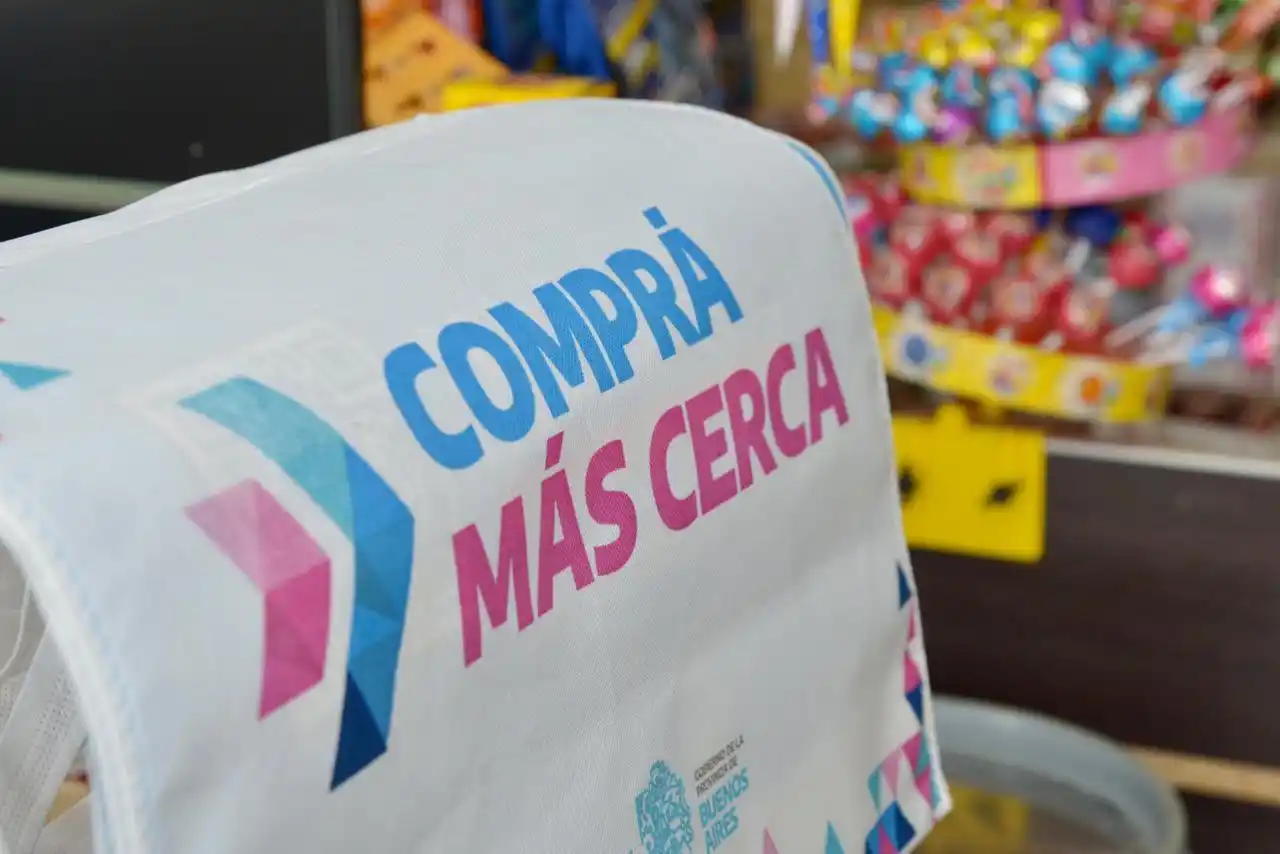 COMPRÁ
MÁS CERCA
GOBIERNO DE LA
PROVINCIA DE
BUENOS
AIRES